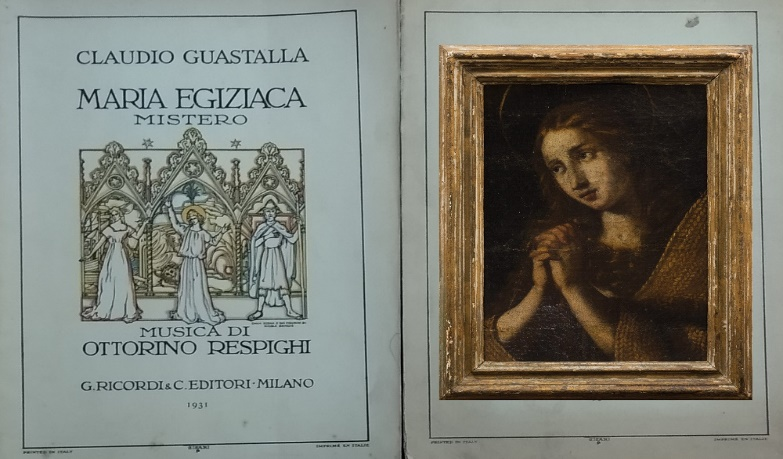 CLAUDIO GUASTALLA
MARIA EGIZIACA
MISTERO
MUSICA DI
OTTORINO RESPIGHI
G. RICORDI & C. EDITORI · MILANO
1931
PRINTED IN ITALY
IMPRIMÉ EN ITALIE
PRINTED IN ITALY
IMPRIMÉ EN ITALIE